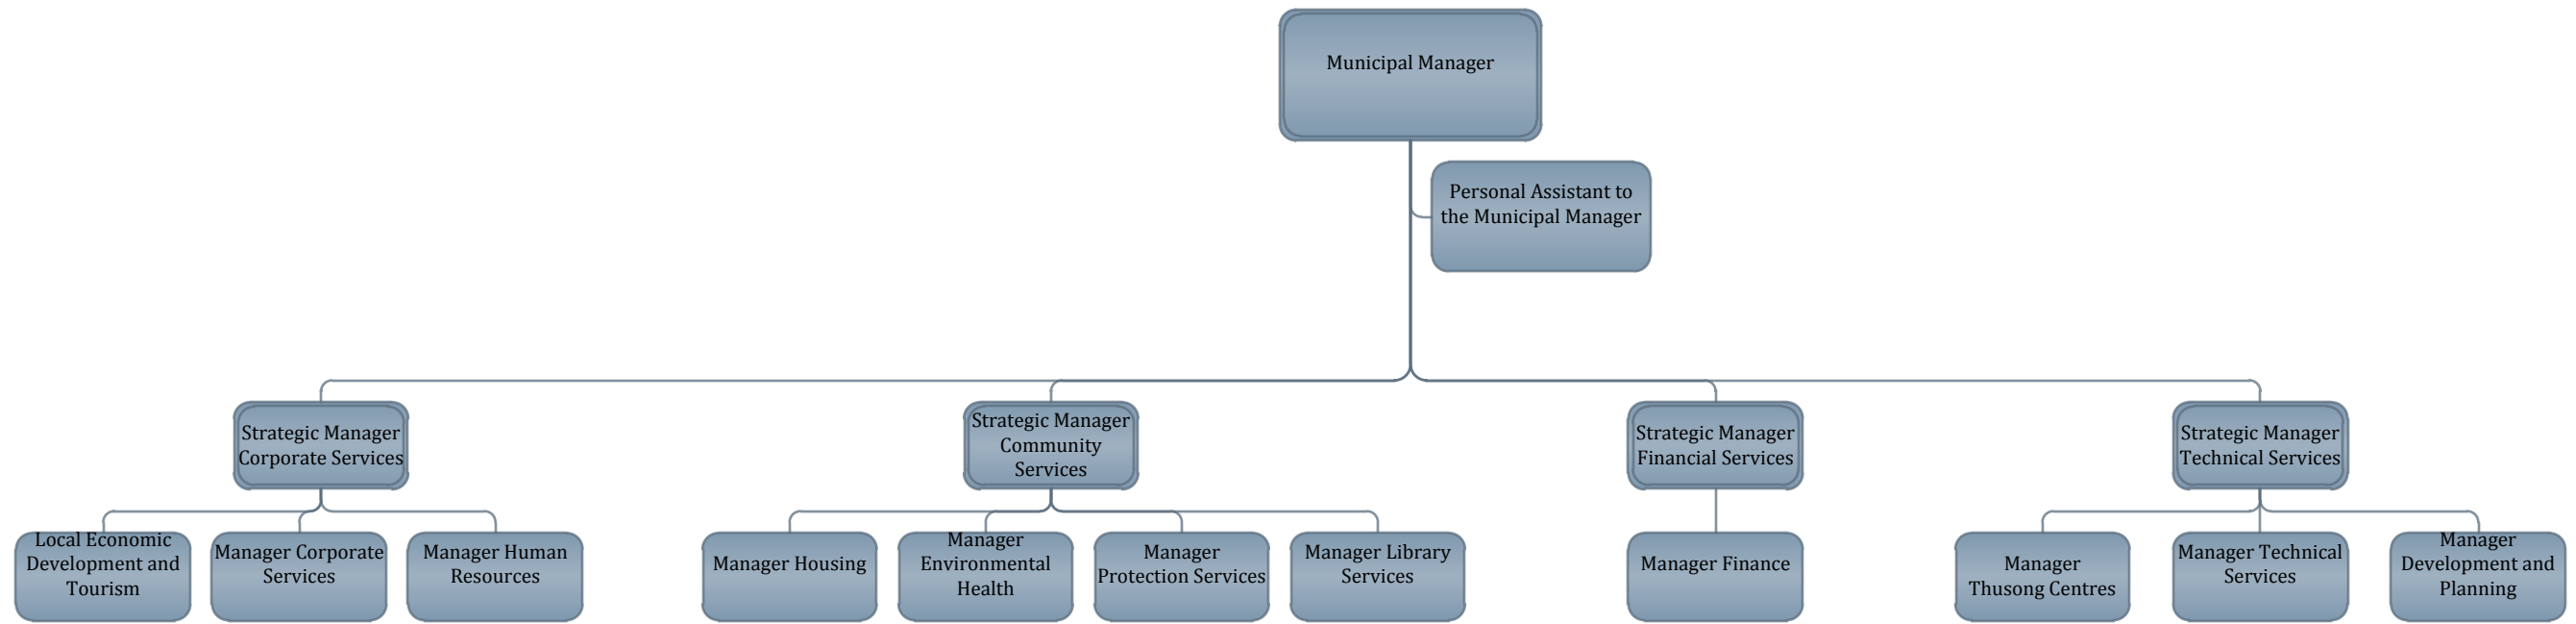 Municipal Manager
Personal Assistant to
the Municipal Manager
Strategic Manager
Corporate Services
Strategic Manager
Community
Services
Strategic Manager
Financial Services
Strategic Manager
Technical Services
Local Economic
Development and
Tourism
Manager Corporate
Services
Manager Human
Resources
Manager Housing
Manager
Environmental
Health
Manager
Protection Services
Manager Library
Services
Manager Finance
Manager
Thusong Centres
Manager Technical
Services
Manager
Development and
Planning